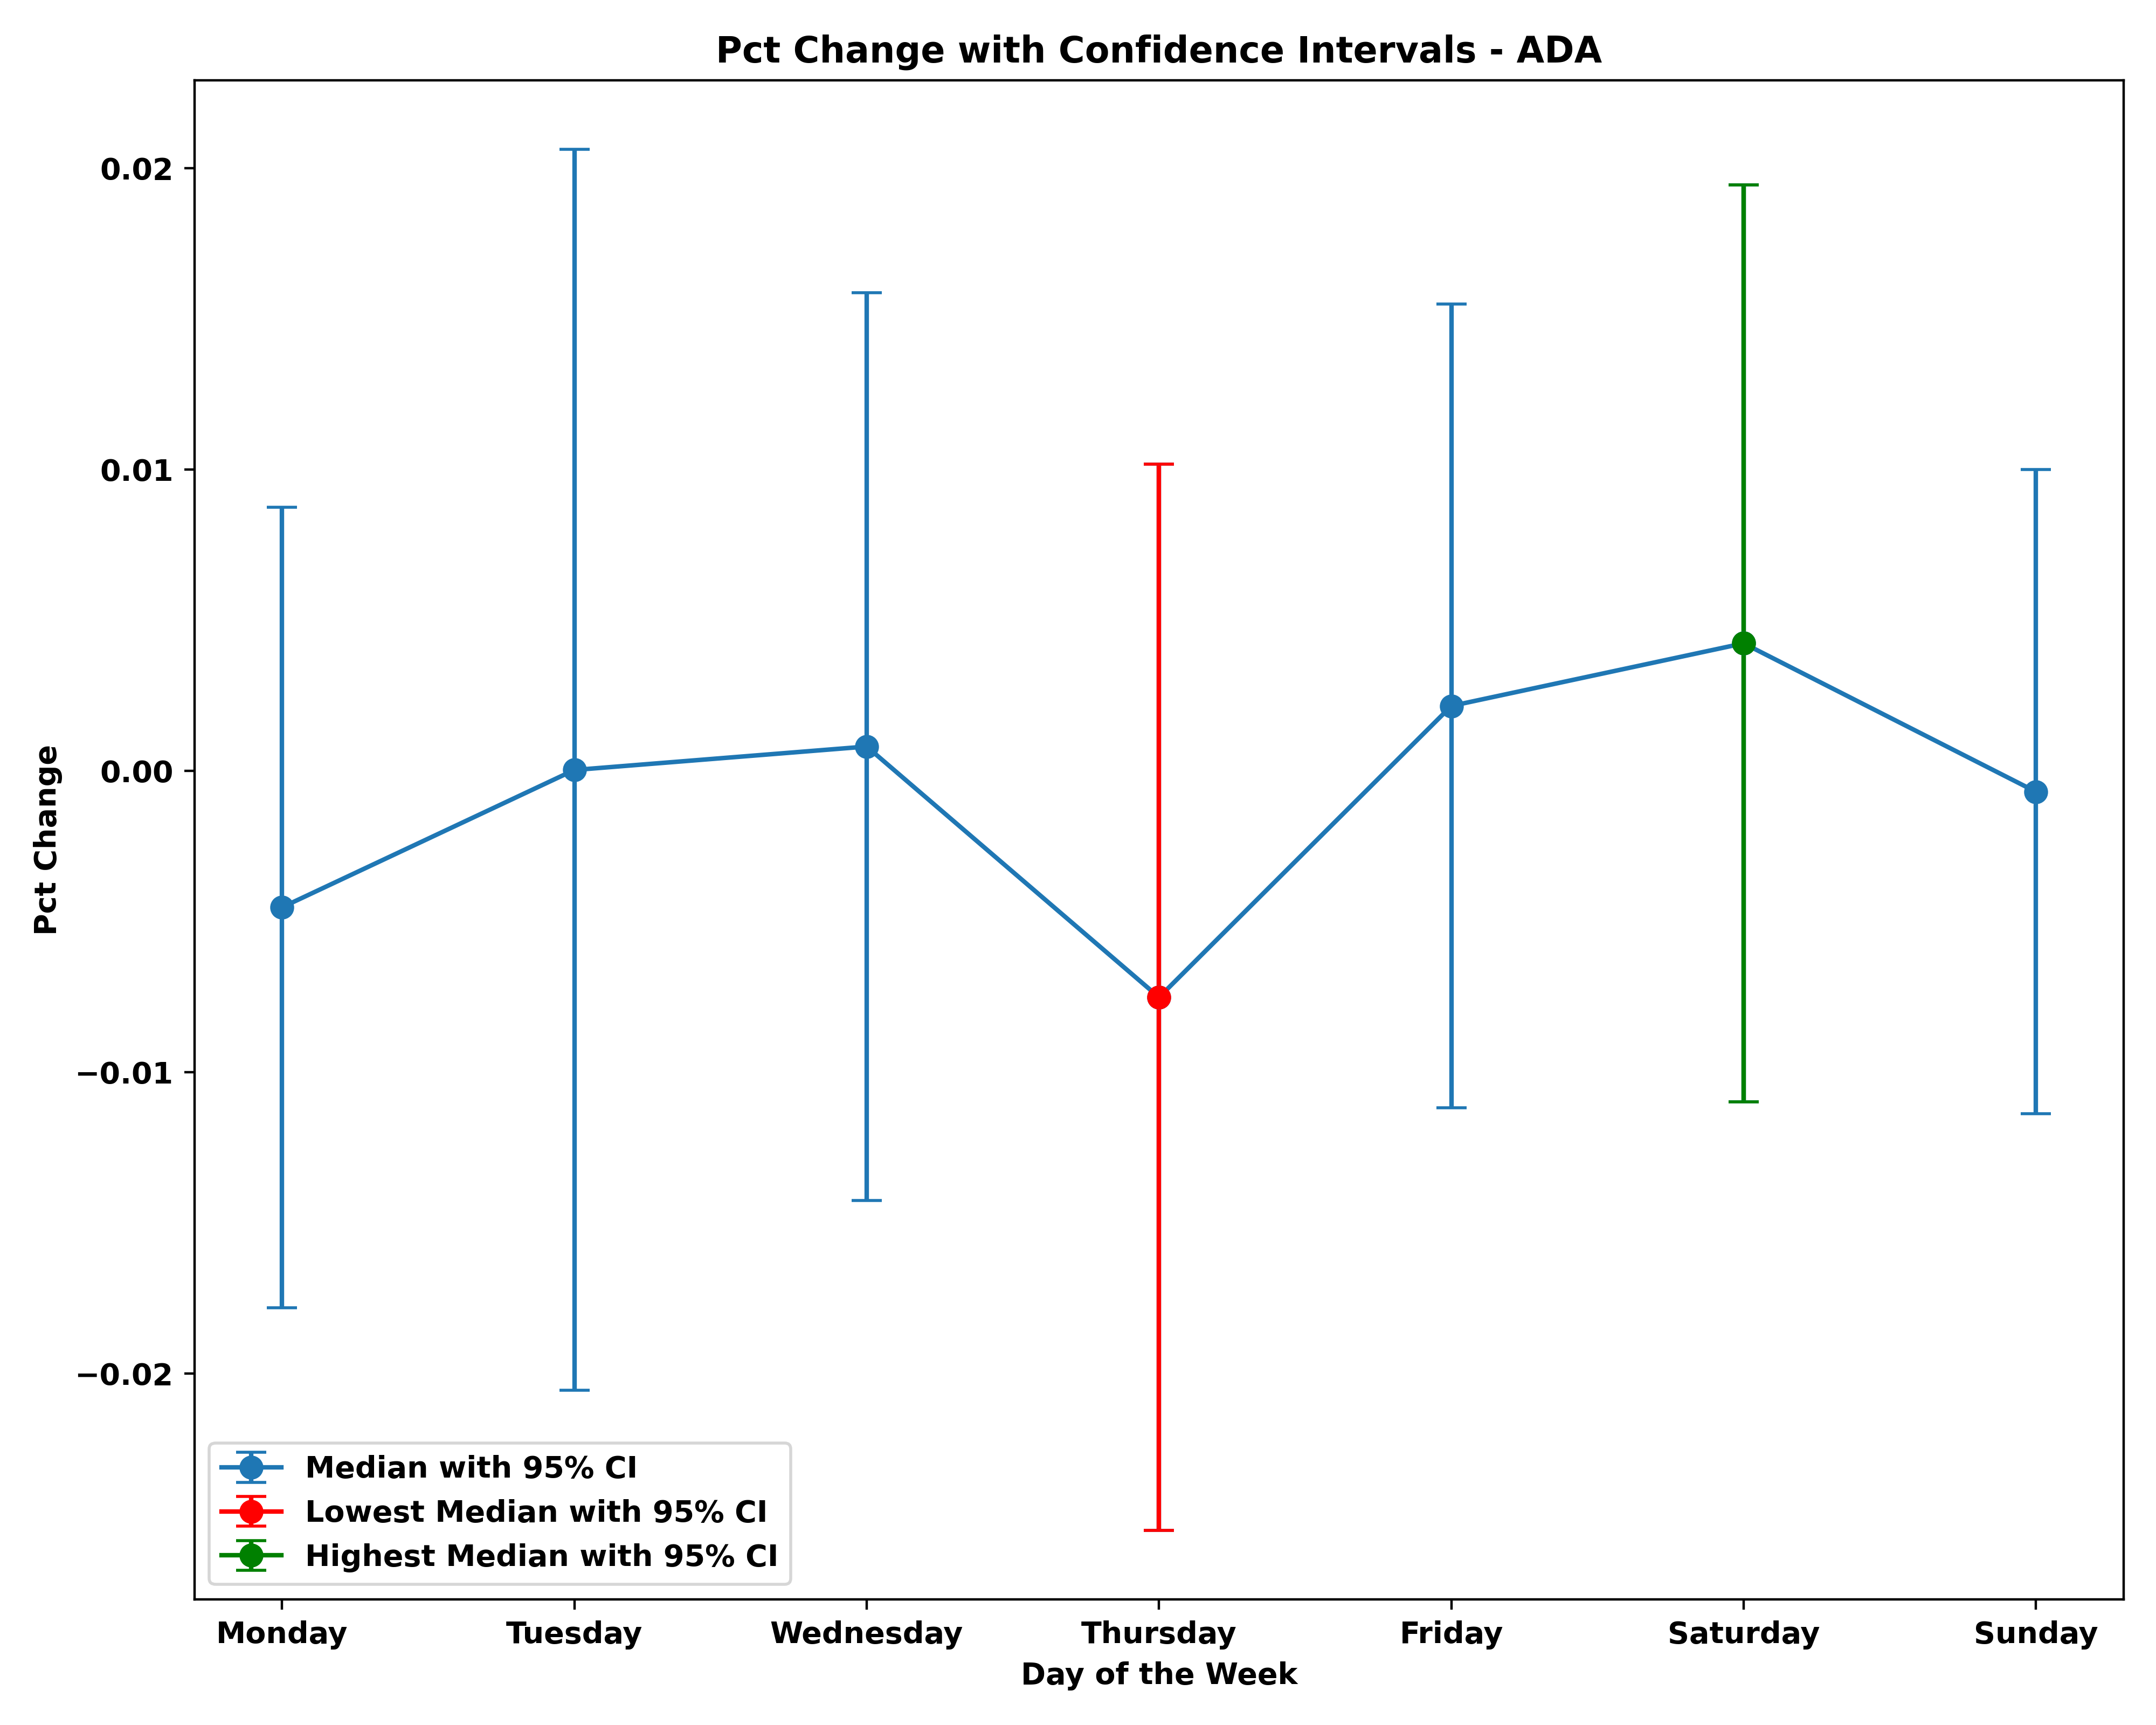 Pct Change with Confidence Intervals - ADA
Pct Change
0.02
0.01
0.00
−0.01
−0.02
Median with 95% CI
Lowest Median with 95% CI
Highest Median with 95% CI
Monday Tuesday Wednesday Thursday Friday Saturday Sunday
Day of the Week